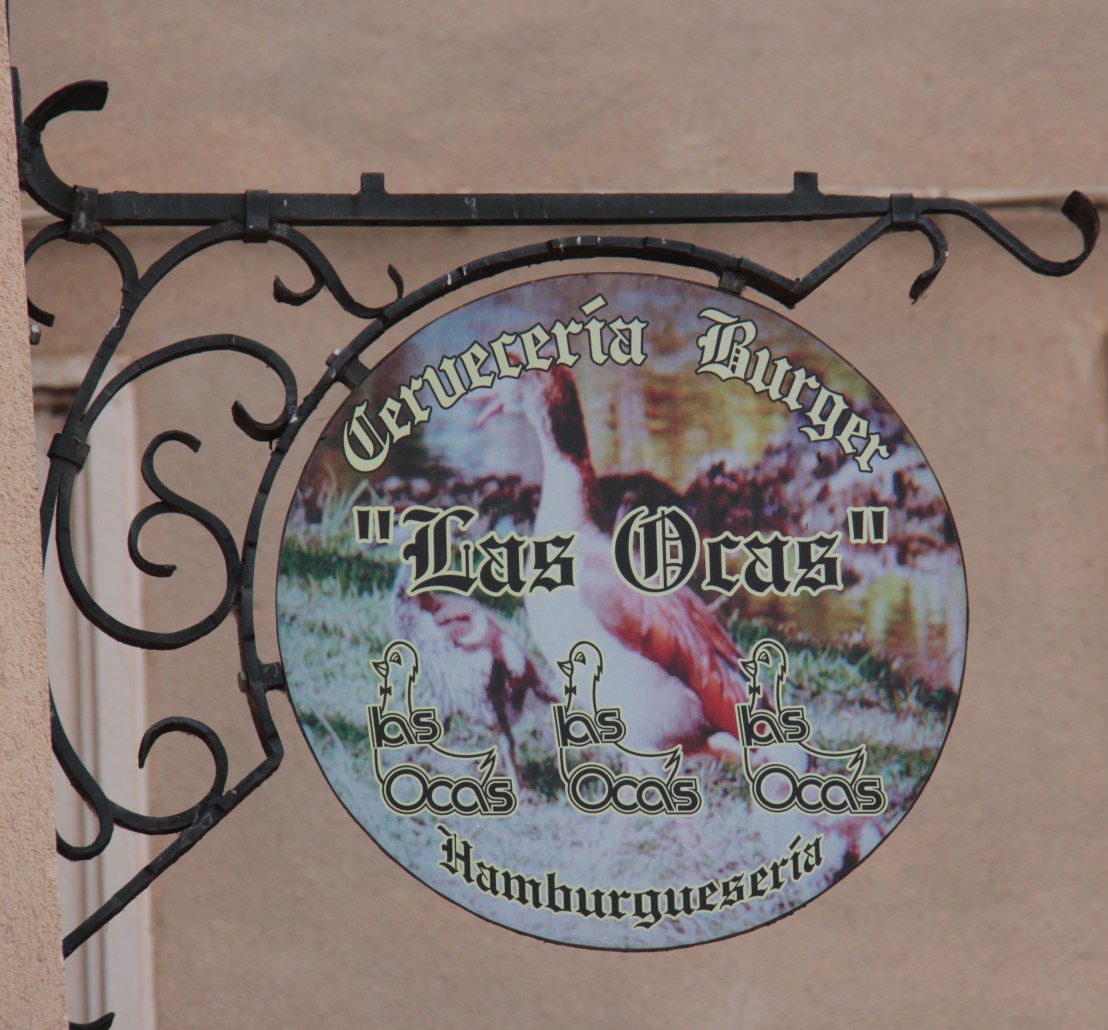 Cervecería Burger
"Las Ocas"
las las las
Ocas Ocas Ocas
Hamburguesería